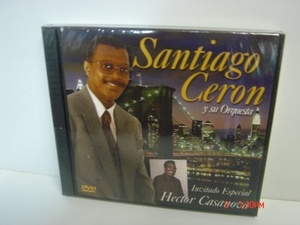 Santiago
Ceron
y su Orquesta
DVD
Invitado Especial
Hector Casanova